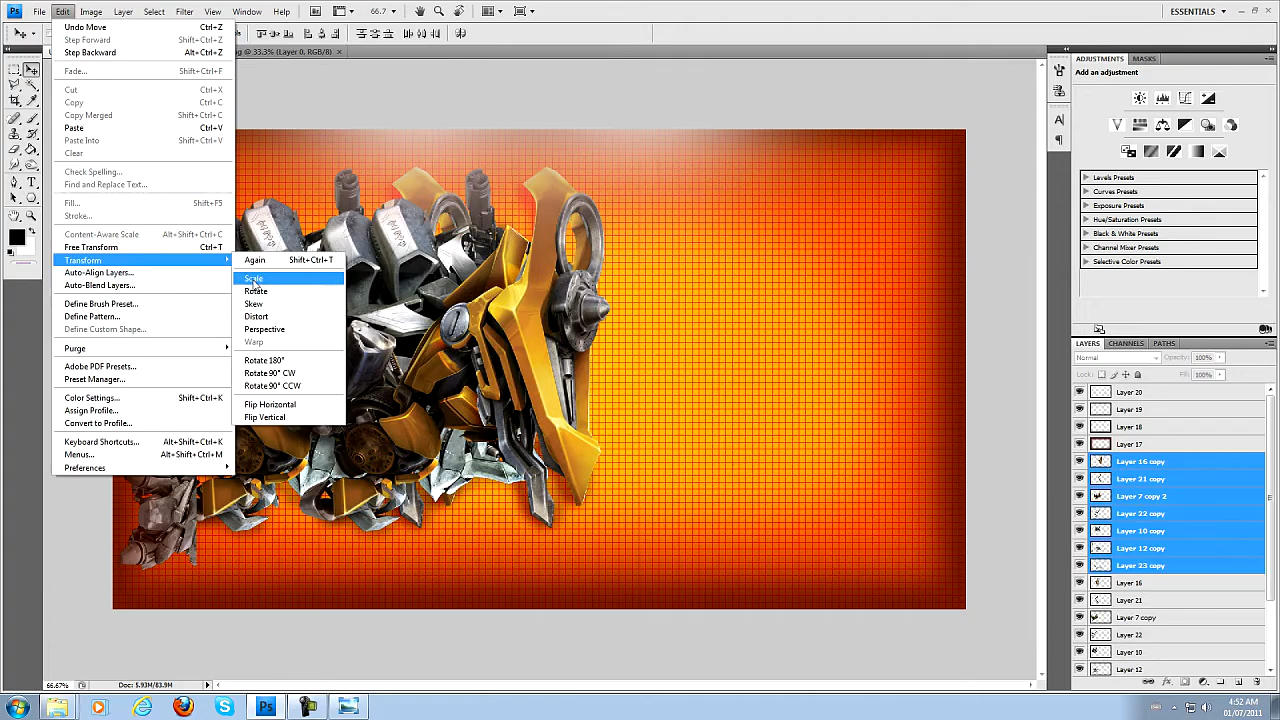 Ps File Edit Image Layer Select Filter View Window Help 66.7 ESSENTIALS
.ng @ 33.3% (Layer 0, RGB/8) ×
Undo Move Ctrl+Z
Step Forward Shift+Ctrl+Z
Step Backward Alt+Ctrl+Z
Fade... Shift+Ctrl+F
Cut Ctrl+X
Copy Ctrl+C
Copy Merged Shift+Ctrl+C
Paste Ctrl+V
Paste Into Shift+Ctrl+V
Clear
Check Spelling...
Find and Replace Text...
Fill... Shift+F5
Stroke...
Content-Aware Scale Alt+Shift+Ctrl+C
Free Transform Ctrl+T
Transform
Auto-Align Layers...
Auto-Blend Layers...
Define Brush Preset...
Define Pattern...
Define Custom Shape...
Purge
Adobe PDF Presets...
Preset Manager...
Color Settings... Shift+Ctrl+K
Assign Profile...
Convert to Profile...
Keyboard Shortcuts... Alt+Shift+Ctrl+K
Menus... Alt+Shift+Ctrl+M
Preferences
Again Shift+Ctrl+T
Scale
Rotate
Skew
Distort
Perspective
Warp
Rotate 180°
Rotate 90° CW
Rotate 90° CCW
Flip Horizontal
Flip Vertical
ADJUSTMENTS MASKS
Add an adjustment
Levels Presets
Curves Presets
Exposure Presets
Hue/Saturation Presets
Black & White Presets
Channel Mixer Presets
Selective Color Presets
LAYERS CHANNELS PATHS
Normal Opacity: 100%
Lock: Fill: 100%
Layer 20
Layer 19
Layer 18
Layer 17
Layer 16 copy
Layer 21 copy
Layer 7 copy 2
Layer 22 copy
Layer 10 copy
Layer 12 copy
Layer 23 copy
Layer 16
Layer 21
Layer 7 copy
Layer 22
Layer 10
Layer 12
66.67% Doc: 5.93M/83.9M
Ps
4:52 AM
01/07/2011